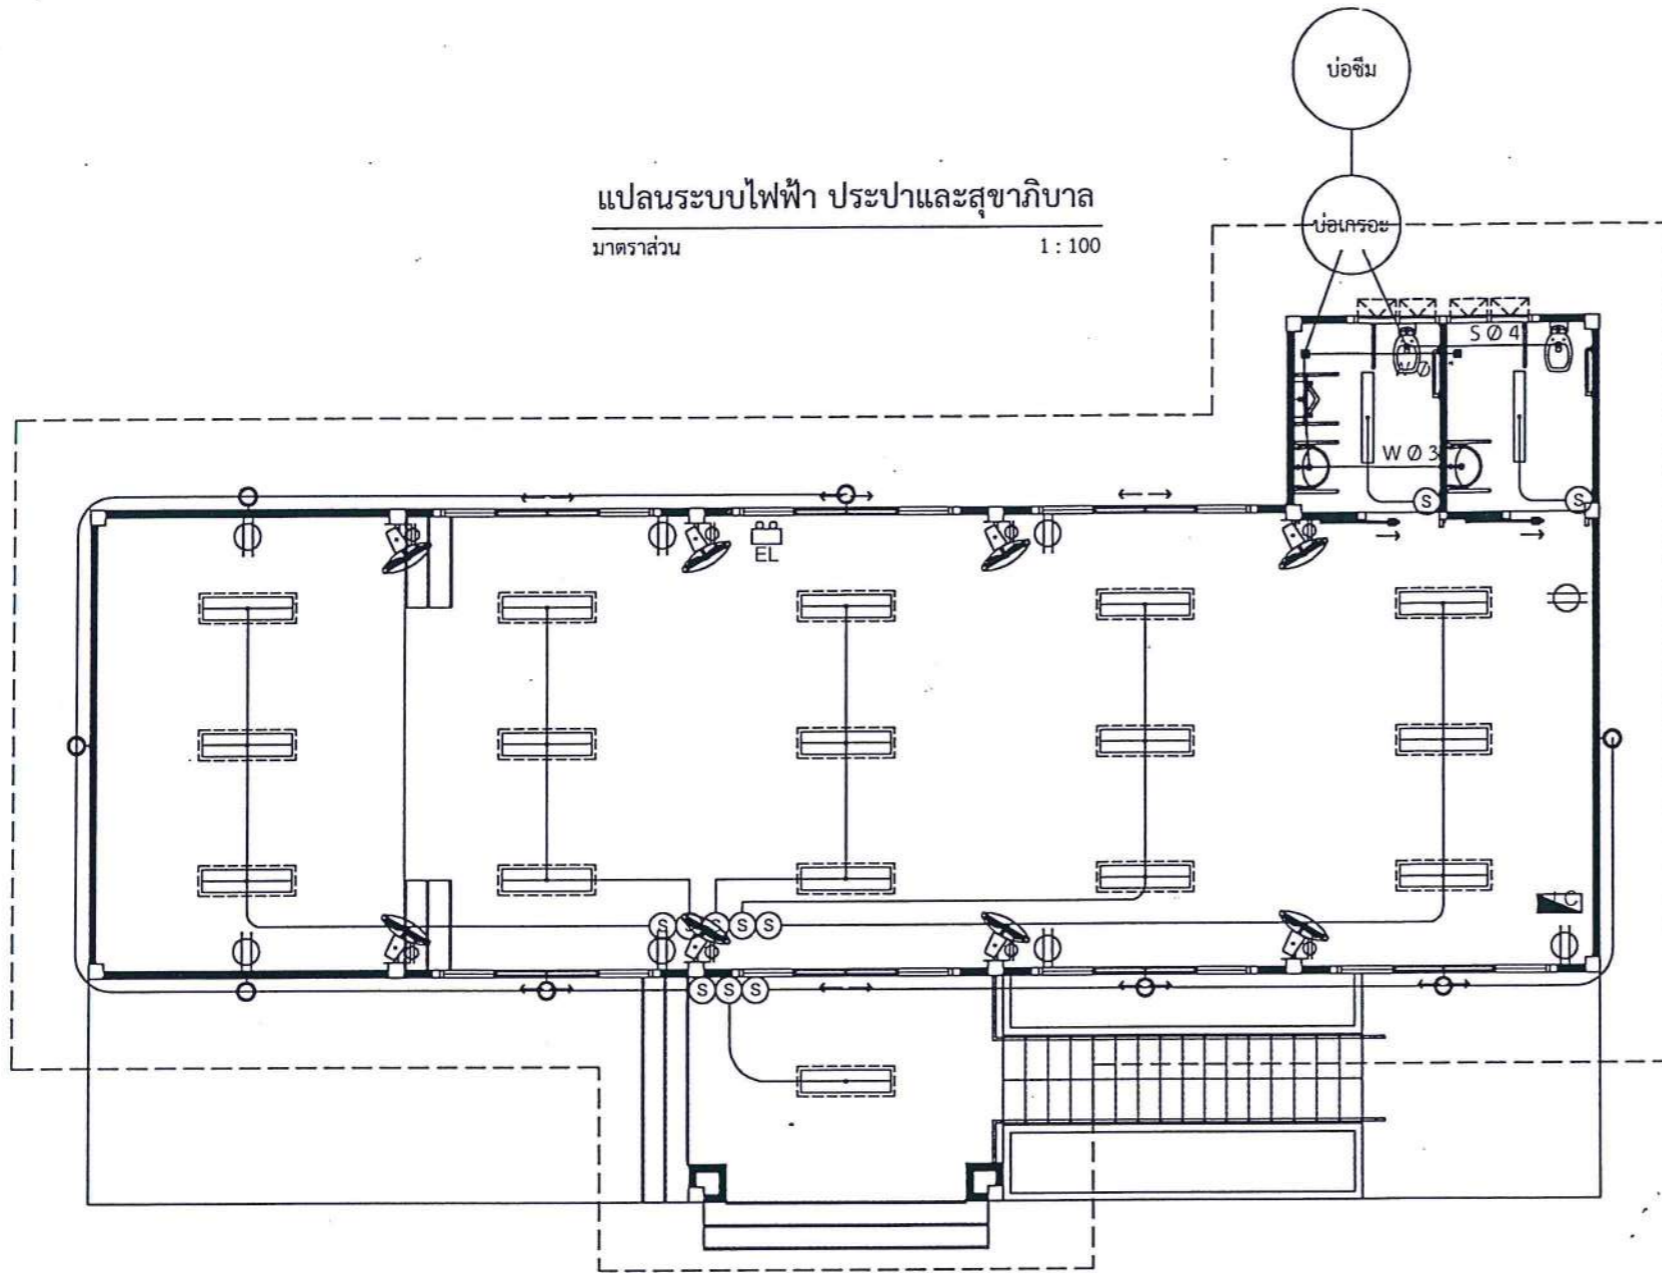 บ่อซึม
แปลนระบบไฟฟ้า ประปาและสุขาภิบาล
มาตราส่วน 1 : 100
บ่อเกรอะ
S Ø 4
W Ø 3
S S
EL
S S S S
S S S